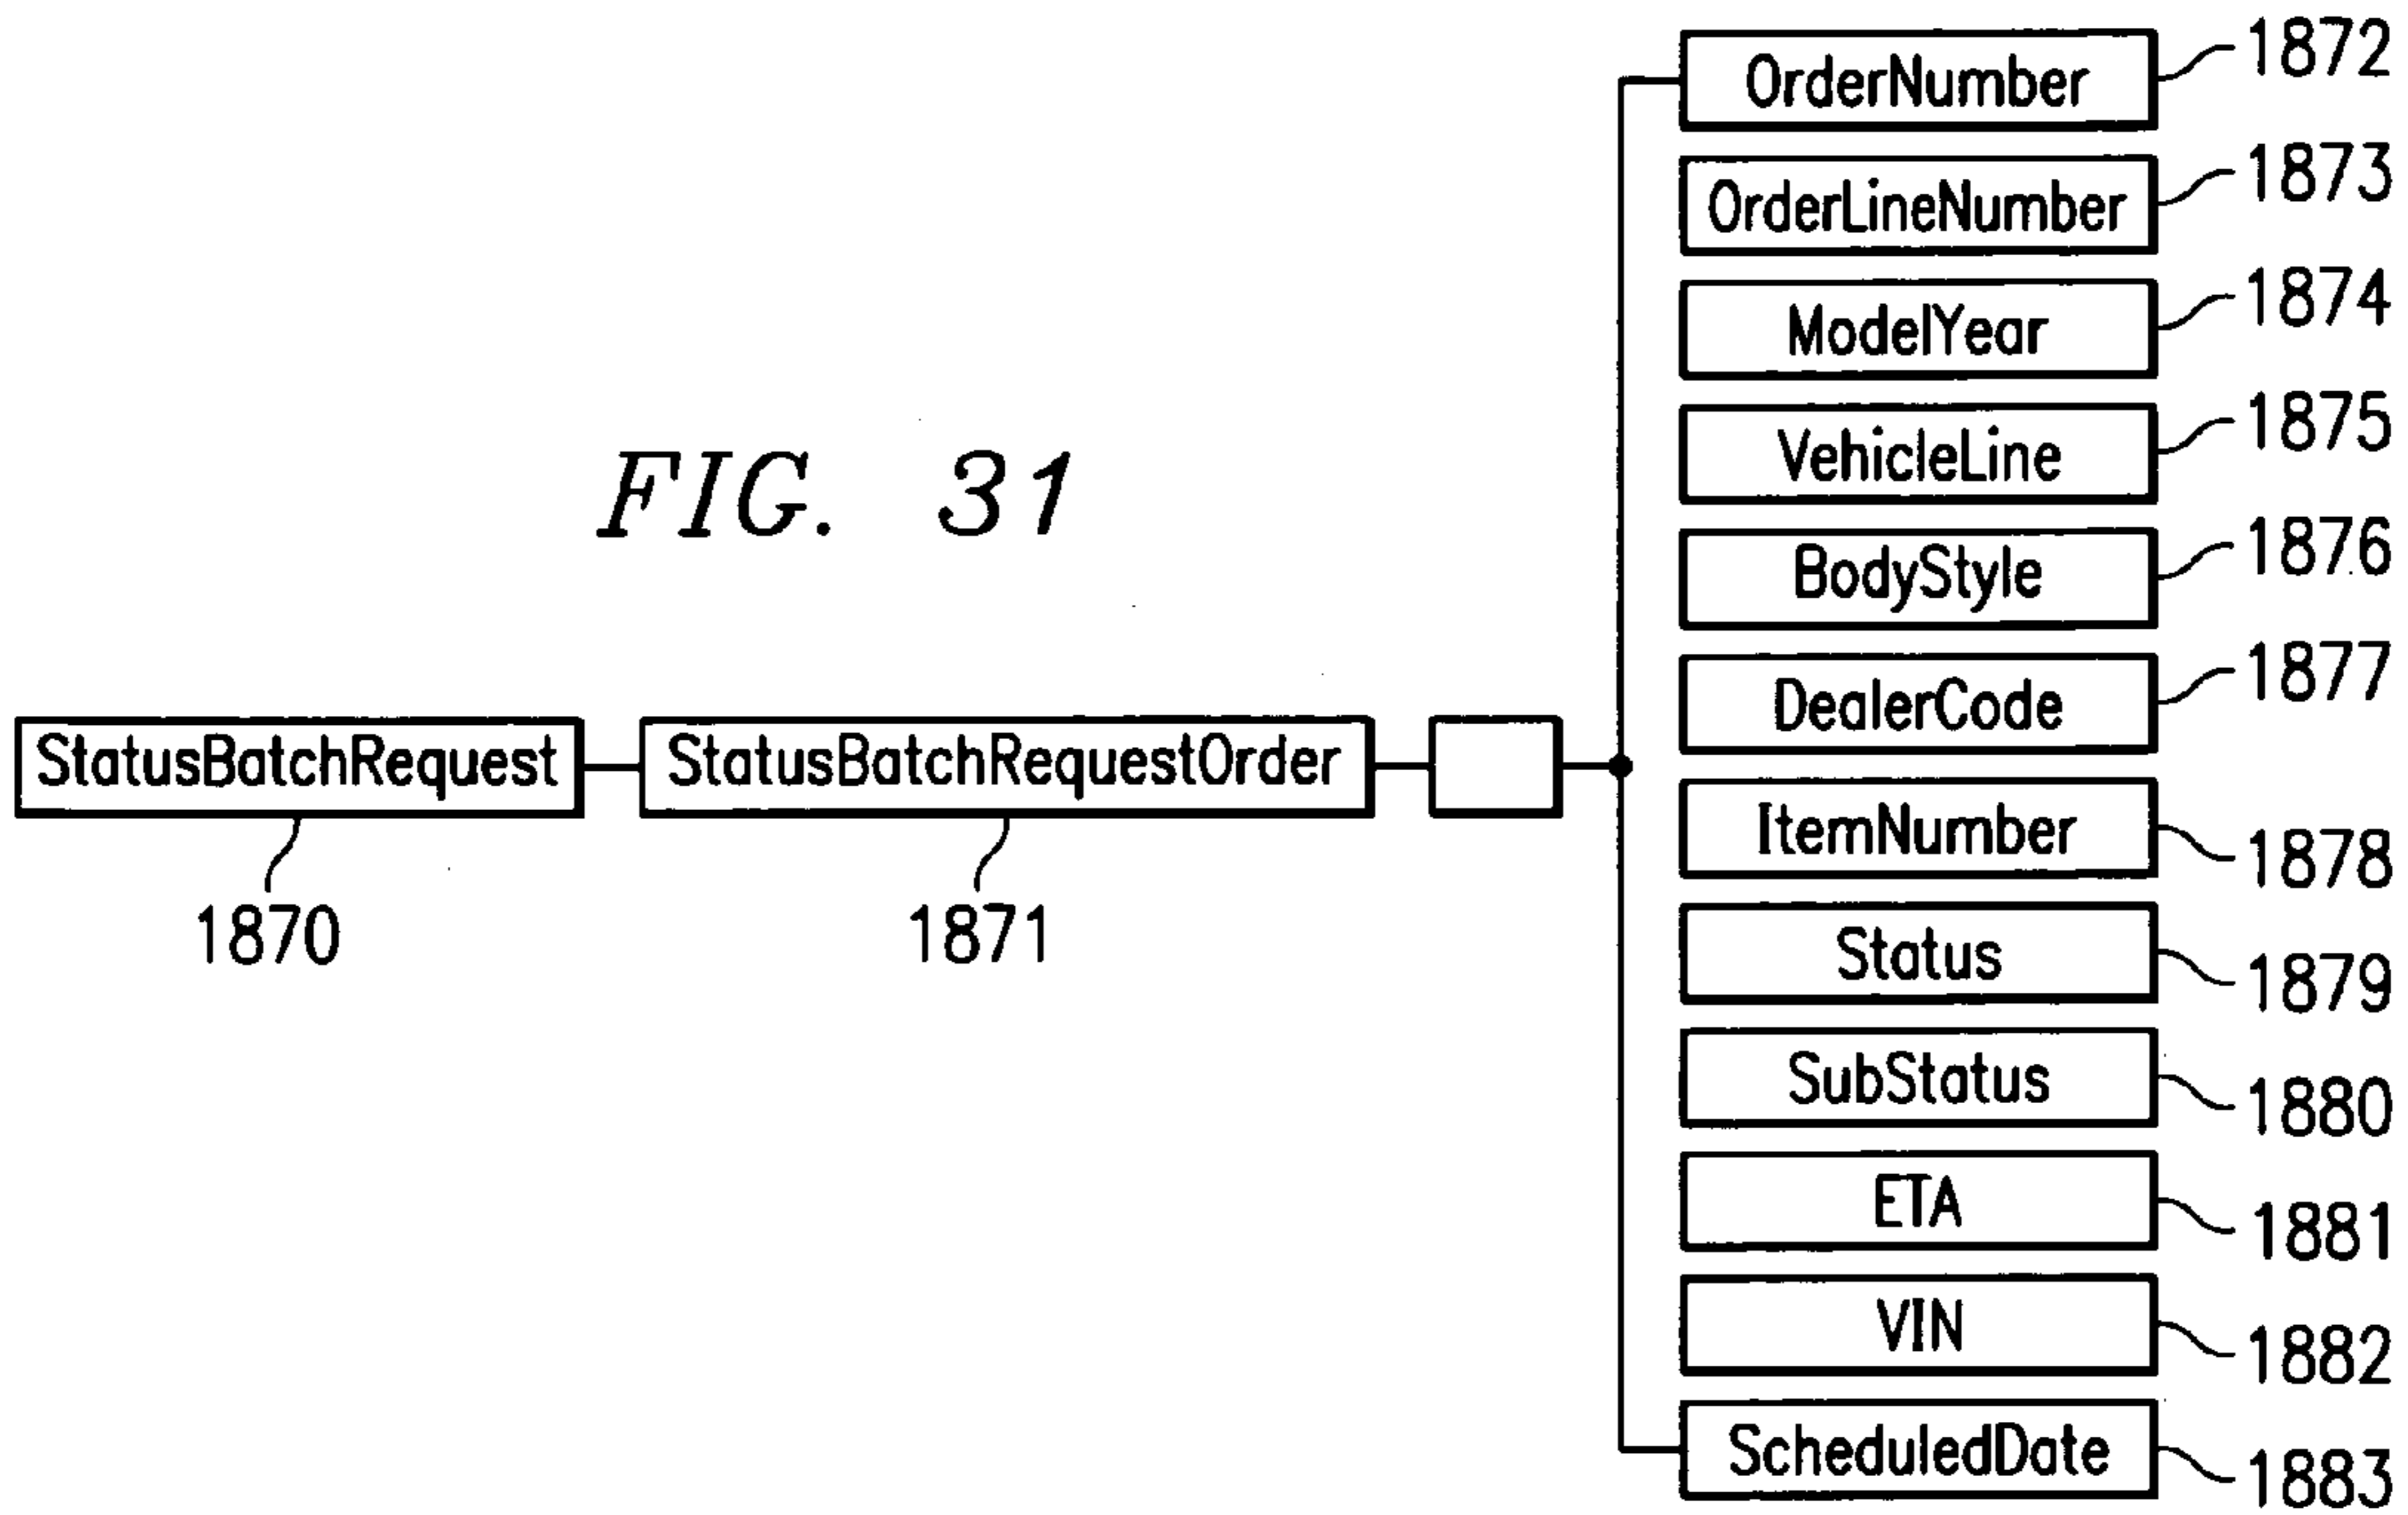 OrderNumber 1872
OrderLineNumber 1873
ModelYear 1874
VehicleLine 1875
FIG. 31
BodyStyle 1876
DealerCode 1877
StatusBatchRequest
StatusBatchRequestOrder
ItemNumber 1878
1870
1871
Status 1879
SubStatus 1880
ETA 1881
VIN 1882
ScheduledDate 1883